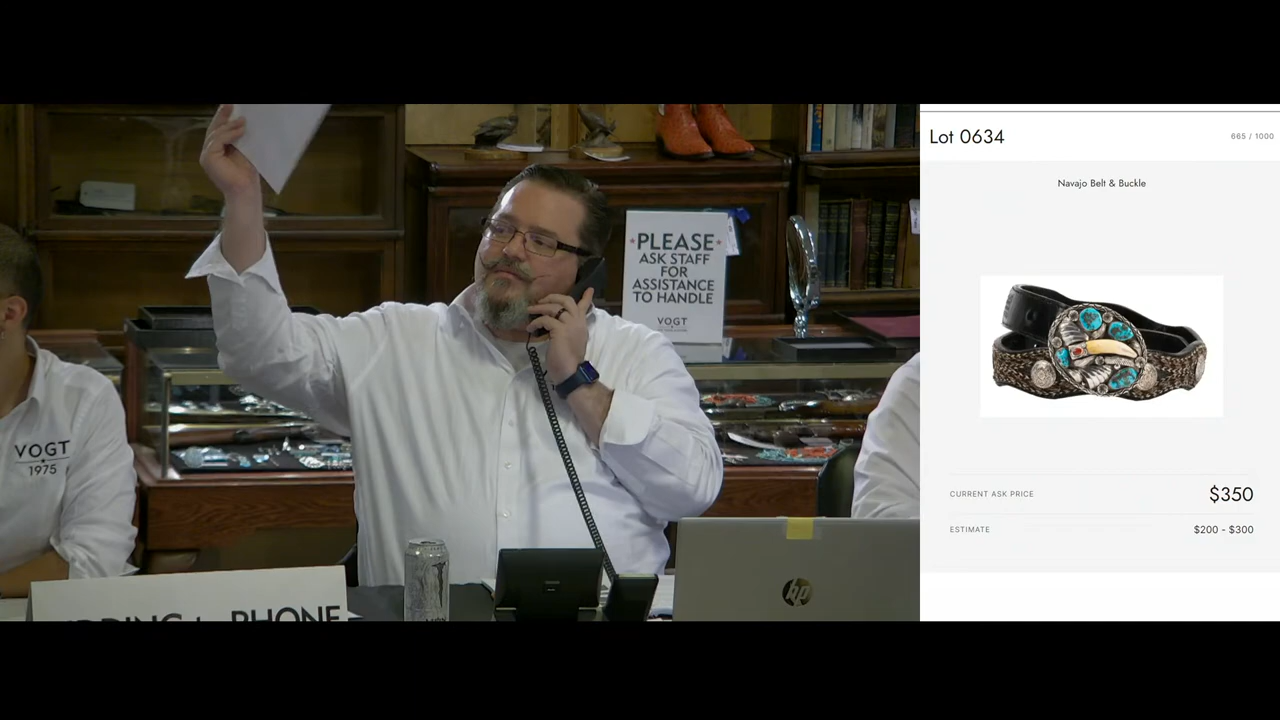 Lot 0634
665 / 1000
Navajo Belt & Buckle
CURRENT ASK PRICE
$350
ESTIMATE
$200 - $300
PLEASE
ASK STAFF
FOR
ASSISTANCE
TO HANDLE
VOGT
VOGT
1975
PHONE
hp